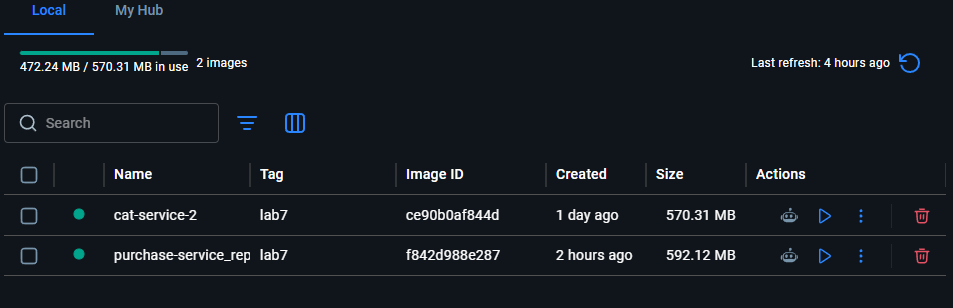 Local My Hub
472.24 MB / 570.31 MB in use 2 images
Last refresh: 4 hours ago
Search
Name Tag Image ID Created Size Actions
cat-service-2 lab7 ce90b0af844d 1 day ago 570.31 MB
purchase-service_rep lab7 f842d988e287 2 hours ago 592.12 MB